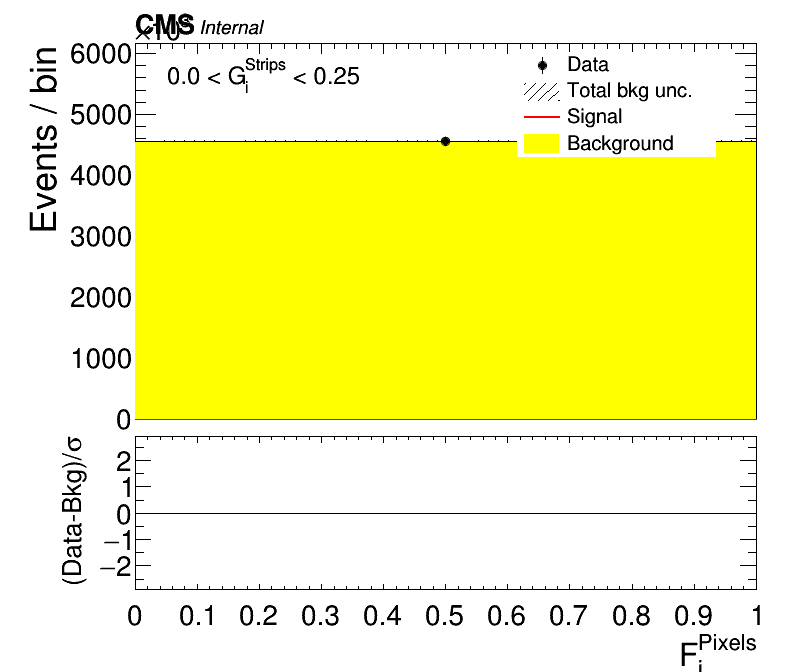 CMS Internal
×10³
6000
5000
4000
3000
2000
1000
0
Events / bin
0.0 < G_i^Strips < 0.25
Data
Total bkg unc.
Signal
Background
2
1
0
−1
−2
(Data-Bkg)/σ
0 0.1 0.2 0.3 0.4 0.5 0.6 0.7 0.8 0.9 1
F_i^Pixels